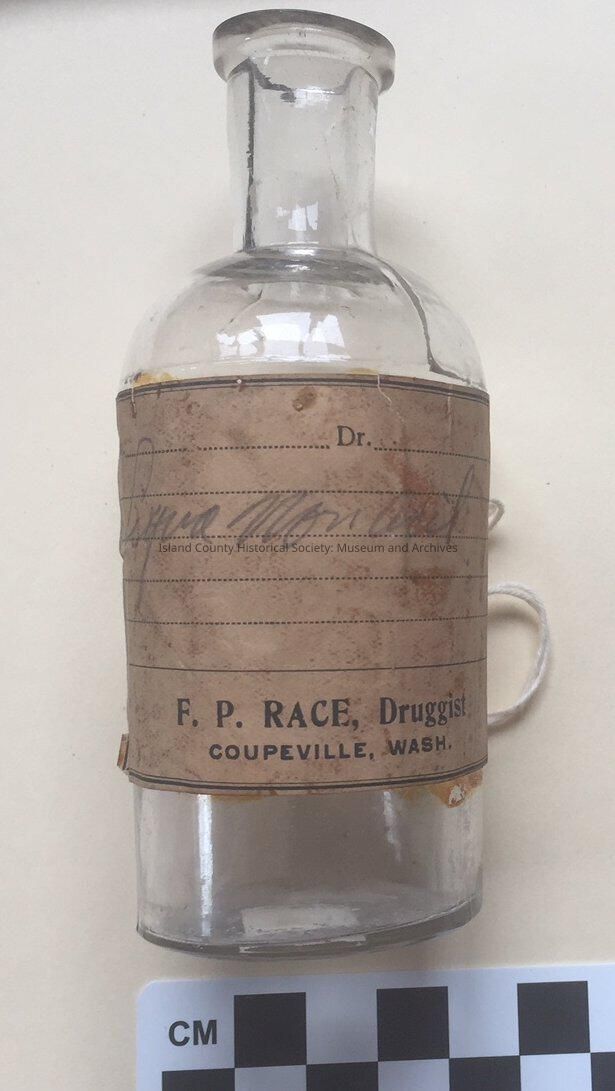 Dr.
Island County Historical Society: Museum and Archives
F. P. RACE, Druggist
COUPEVILLE, WASH.
CM